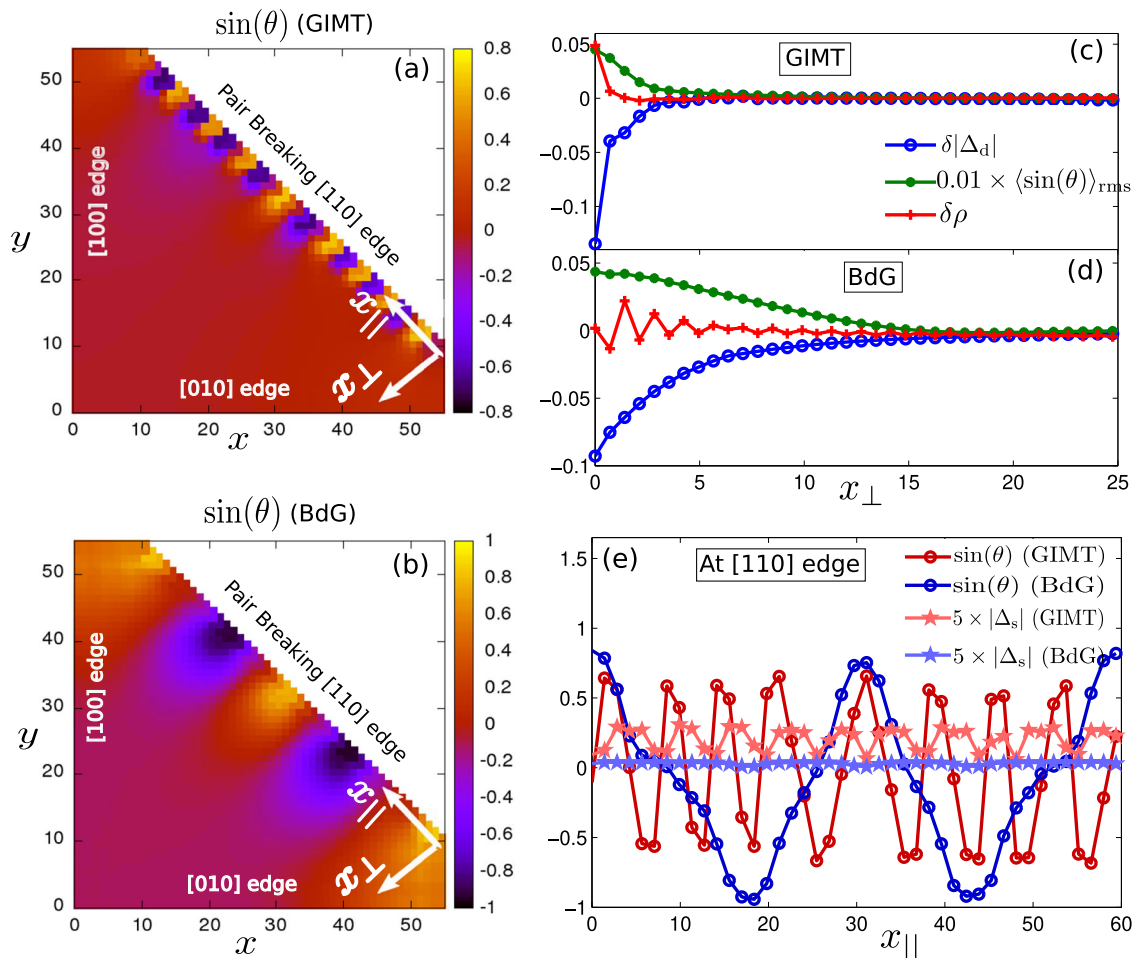 sin(θ) (GIMT)
(a)
Pair Breaking [110] edge
[100] edge
[010] edge
x||
x⊥
0
10
20
30
40
50
y
0
10
20
30
40
50
x
0.8
0.6
0.4
0.2
0
-0.2
-0.4
-0.6
-0.8
sin(θ) (BdG)
(b)
Pair Breaking [110] edge
[100] edge
[010] edge
x||
x⊥
0
10
20
30
40
50
y
0
10
20
30
40
50
x
1
0.8
0.6
0.4
0.2
0
-0.2
-0.4
-0.6
-0.8
-1
(c)
GIMT
0.05
0
−0.05
−0.1
δ|Δd|
0.01 × ⟨sin(θ)⟩rms
δρ
(d)
BdG
0.05
0
−0.05
−0.1
0
5
10
15
20
25
x⊥
(e)
At [110] edge
sin(θ) (GIMT)
sin(θ) (BdG)
5 × |Δs| (GIMT)
5 × |Δs| (BdG)
1.5
1
0.5
0
−0.5
−1
0
10
20
30
40
50
60
x||